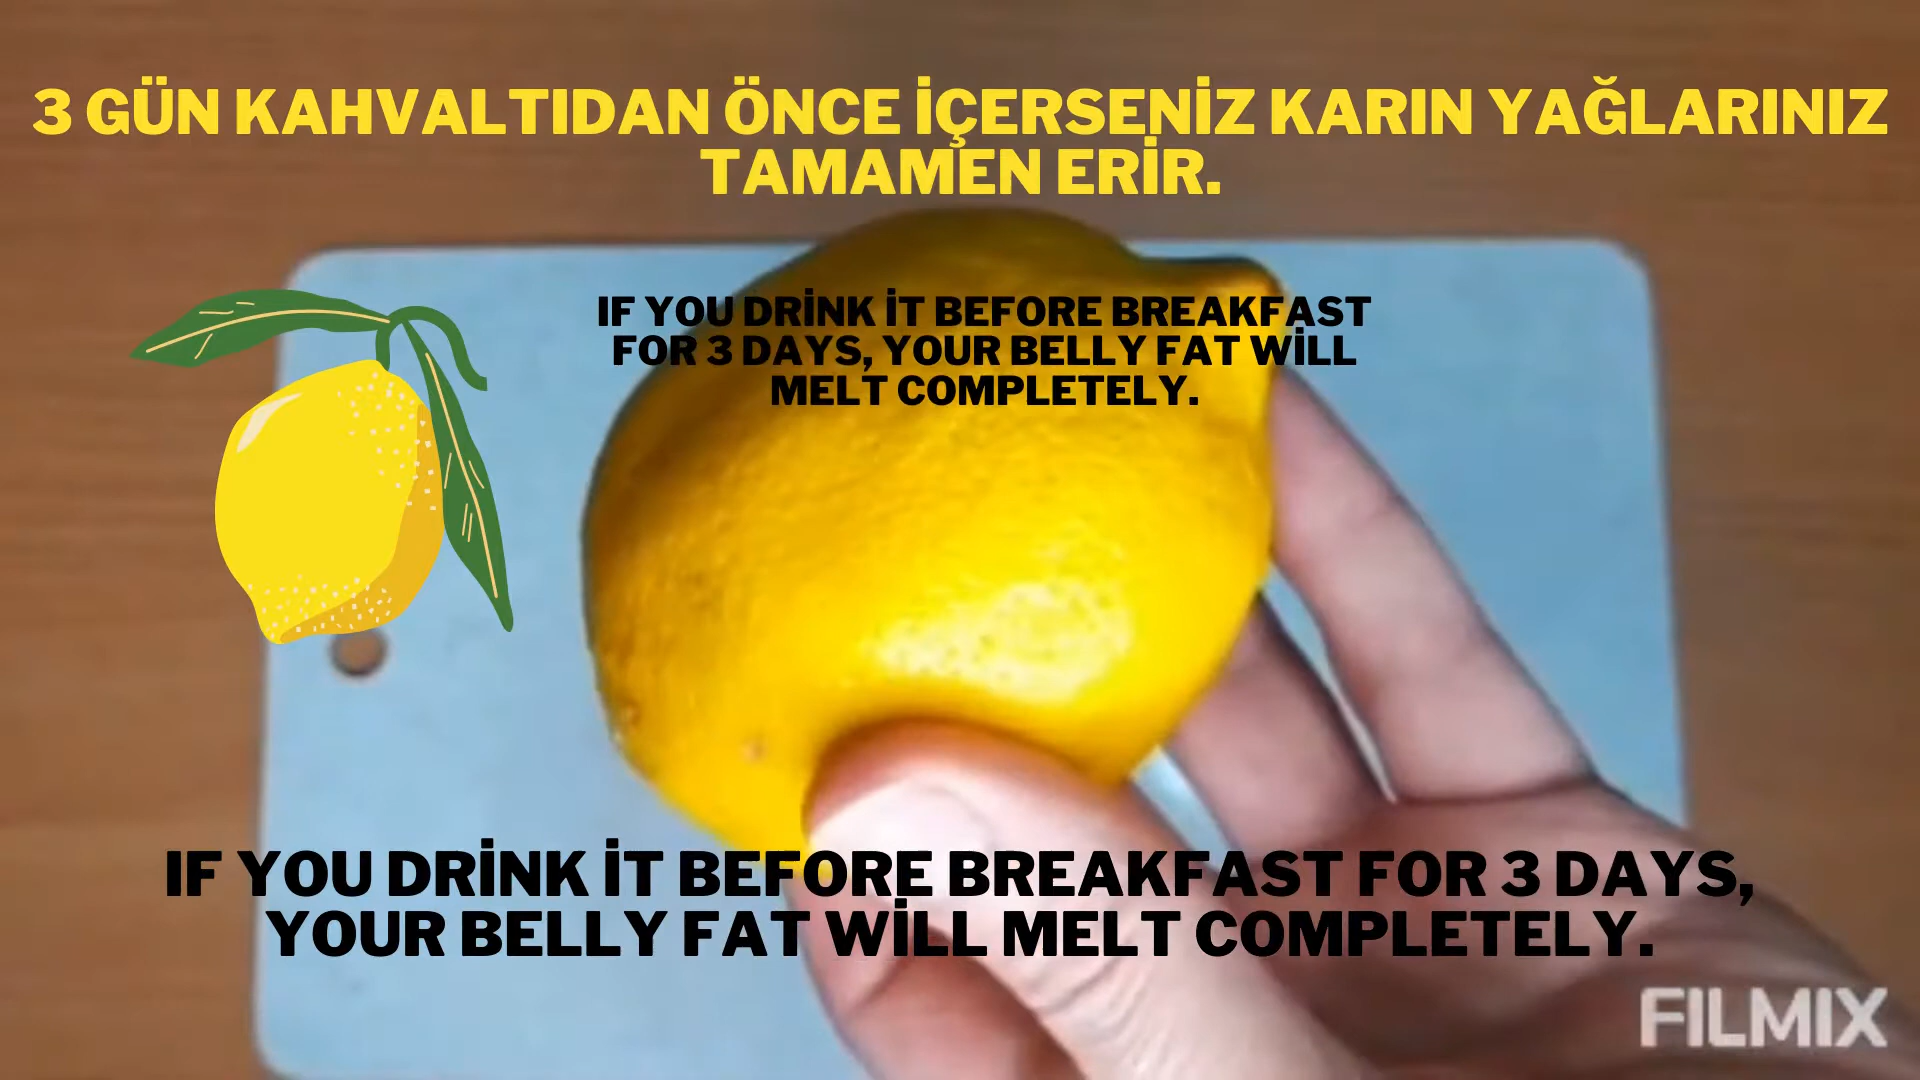 3 GÜN KAHVALTIDAN ÖNCE İÇERSENİZ KARIN YAĞLARINIZ
TAMAMEN ERİR.
IF YOU DRİNK İT BEFORE BREAKFAST
FOR 3 DAYS, YOUR BELLY FAT WİLL
MELT COMPLETELY.
IF YOU DRİNK İT BEFORE BREAKFAST FOR 3 DAYS,
YOUR BELLY FAT WİLL MELT COMPLETELY.
FILMIX